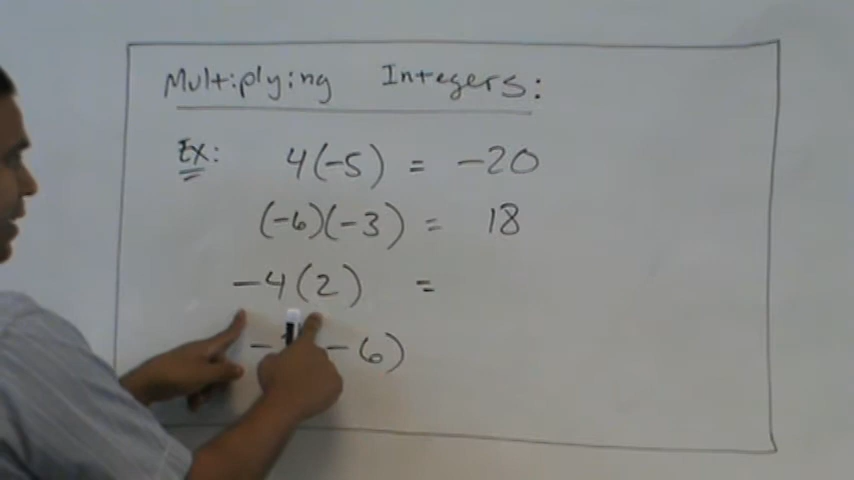 Multiplying Integers:
Ex: 4(-5) = -20
(-6)(-3) = 18
-4(2) =
- -6)